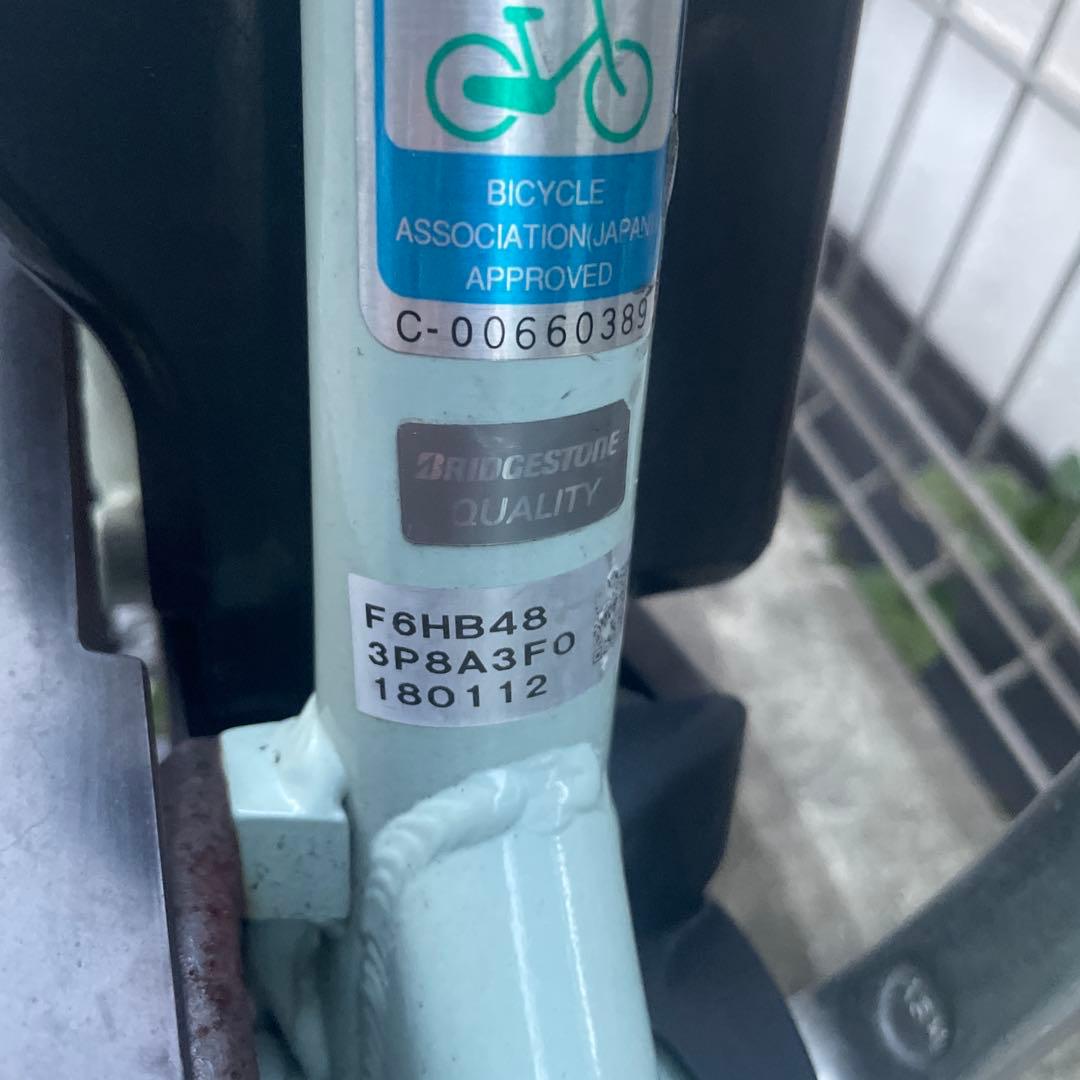 BICYCLE
ASSOCIATION(JAPAN)
APPROVED
C-00660389
BRIDGESTONE
QUALITY
F6HB48
3P8A3F0
180112